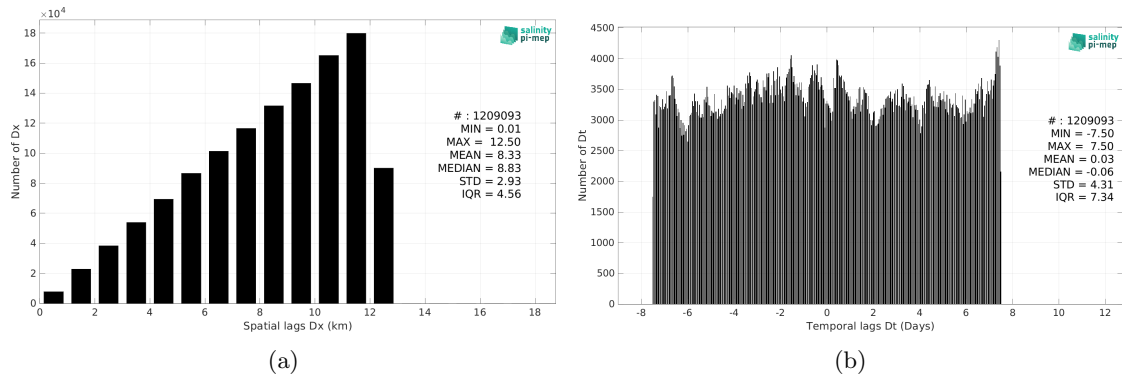 ×10⁴
18
16
14
12
10
8
6
4
2
0
Number of Dx
salinity
pi-mep
# : 1209093
MIN = 0.01
MAX = 12.50
MEAN = 8.33
MEDIAN = 8.83
STD = 2.93
IQR = 4.56
0 2 4 6 8 10 12 14 16 18
Spatial lags Dx (km)
(a)
4500
4000
3500
3000
2500
2000
1500
1000
500
0
Number of Dt
salinity
pi-mep
# : 1209093
MIN = -7.50
MAX = 7.50
MEAN = 0.03
MEDIAN = -0.06
STD = 4.31
IQR = 7.34
-8 -6 -4 -2 0 2 4 6 8 10 12
Temporal lags Dt (Days)
(b)